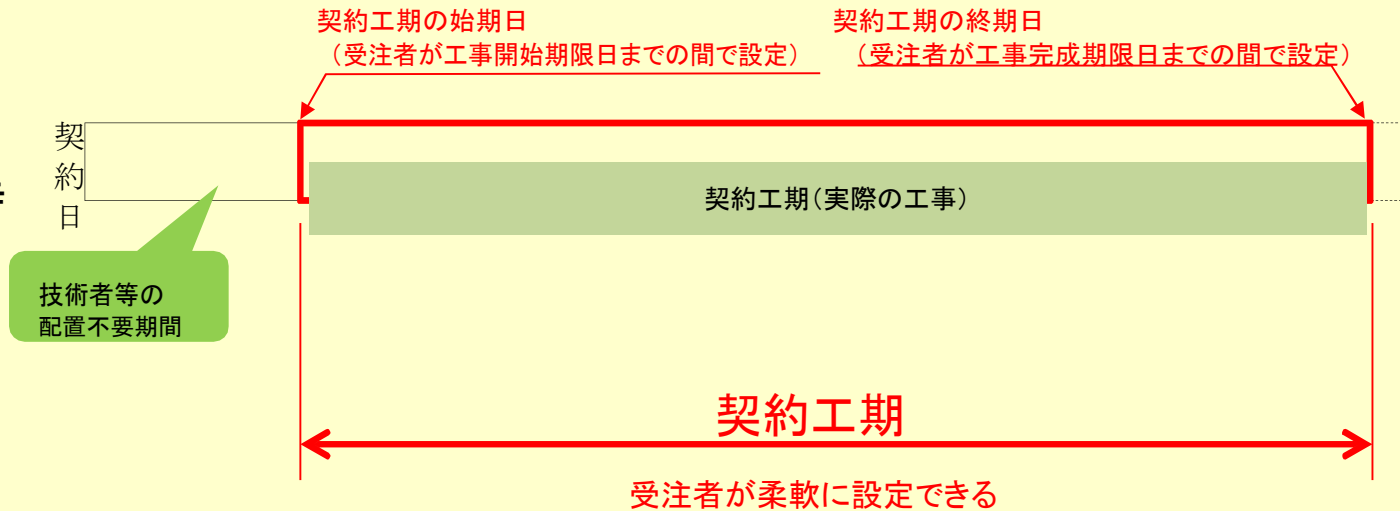 契約工期の始期日
（受注者が工事開始期限日までの間で設定）
契約工期の終期日
（受注者が工事完成期限日までの間で設定）
契約日
契約工期（実際の工事）
技術者等の
配置不要期間
契約工期
受注者が柔軟に設定できる